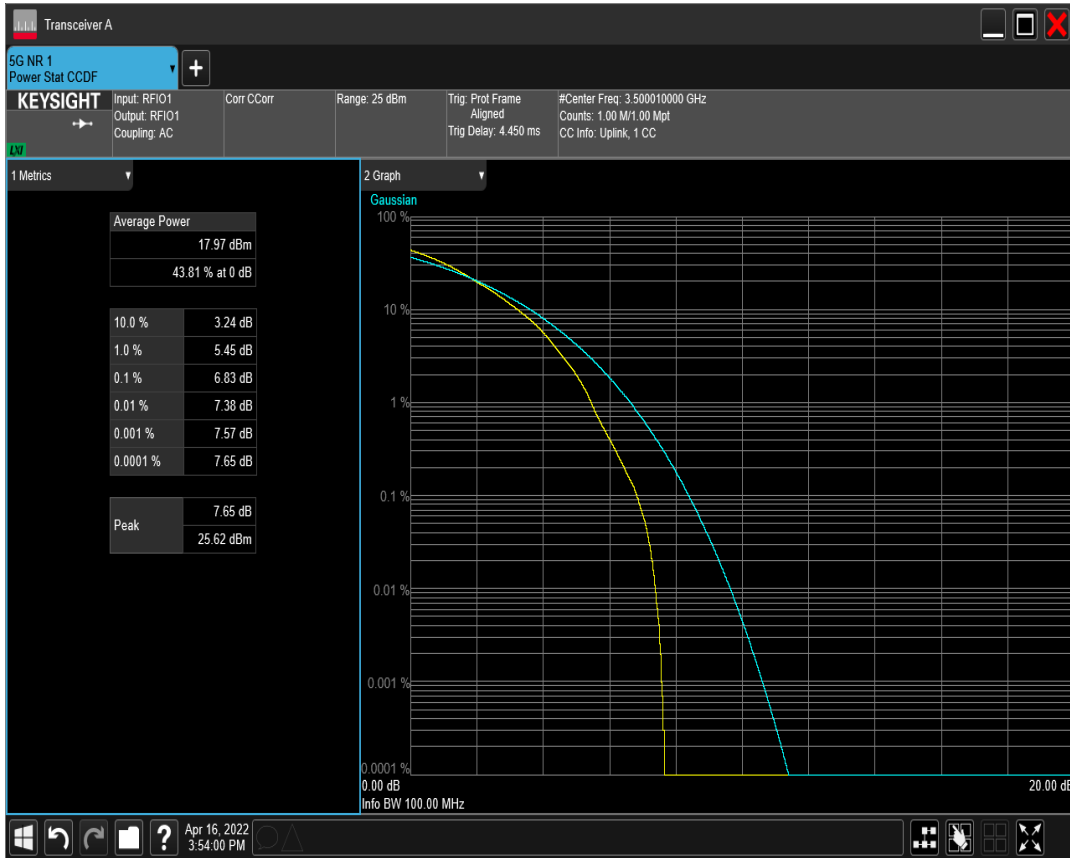 Transceiver A
5G NR 1
Power Stat CCDF
+
KEYSIGHT
LXI
Input: RFIO1
Output: RFIO1
Coupling: AC
Corr CCorr
Range: 25 dBm
Trig: Prot Frame
Aligned
Trig Delay: 4.450 ms
#Center Freq: 3.500010000 GHz
Counts: 1.00 M/1.00 Mpt
CC Info: Uplink, 1 CC
1 Metrics
Average Power
17.97 dBm
43.81 % at 0 dB
10.0 % 3.24 dB
1.0 % 5.45 dB
0.1 % 6.83 dB
0.01 % 7.38 dB
0.001 % 7.57 dB
0.0001 % 7.65 dB
Peak
7.65 dB
25.62 dBm
2 Graph
Gaussian
100 %
10 %
1 %
0.1 %
0.01 %
0.001 %
0.0001 %
0.00 dB 20.00 dB
Info BW 100.00 MHz
?
Apr 16, 2022
3:54:00 PM